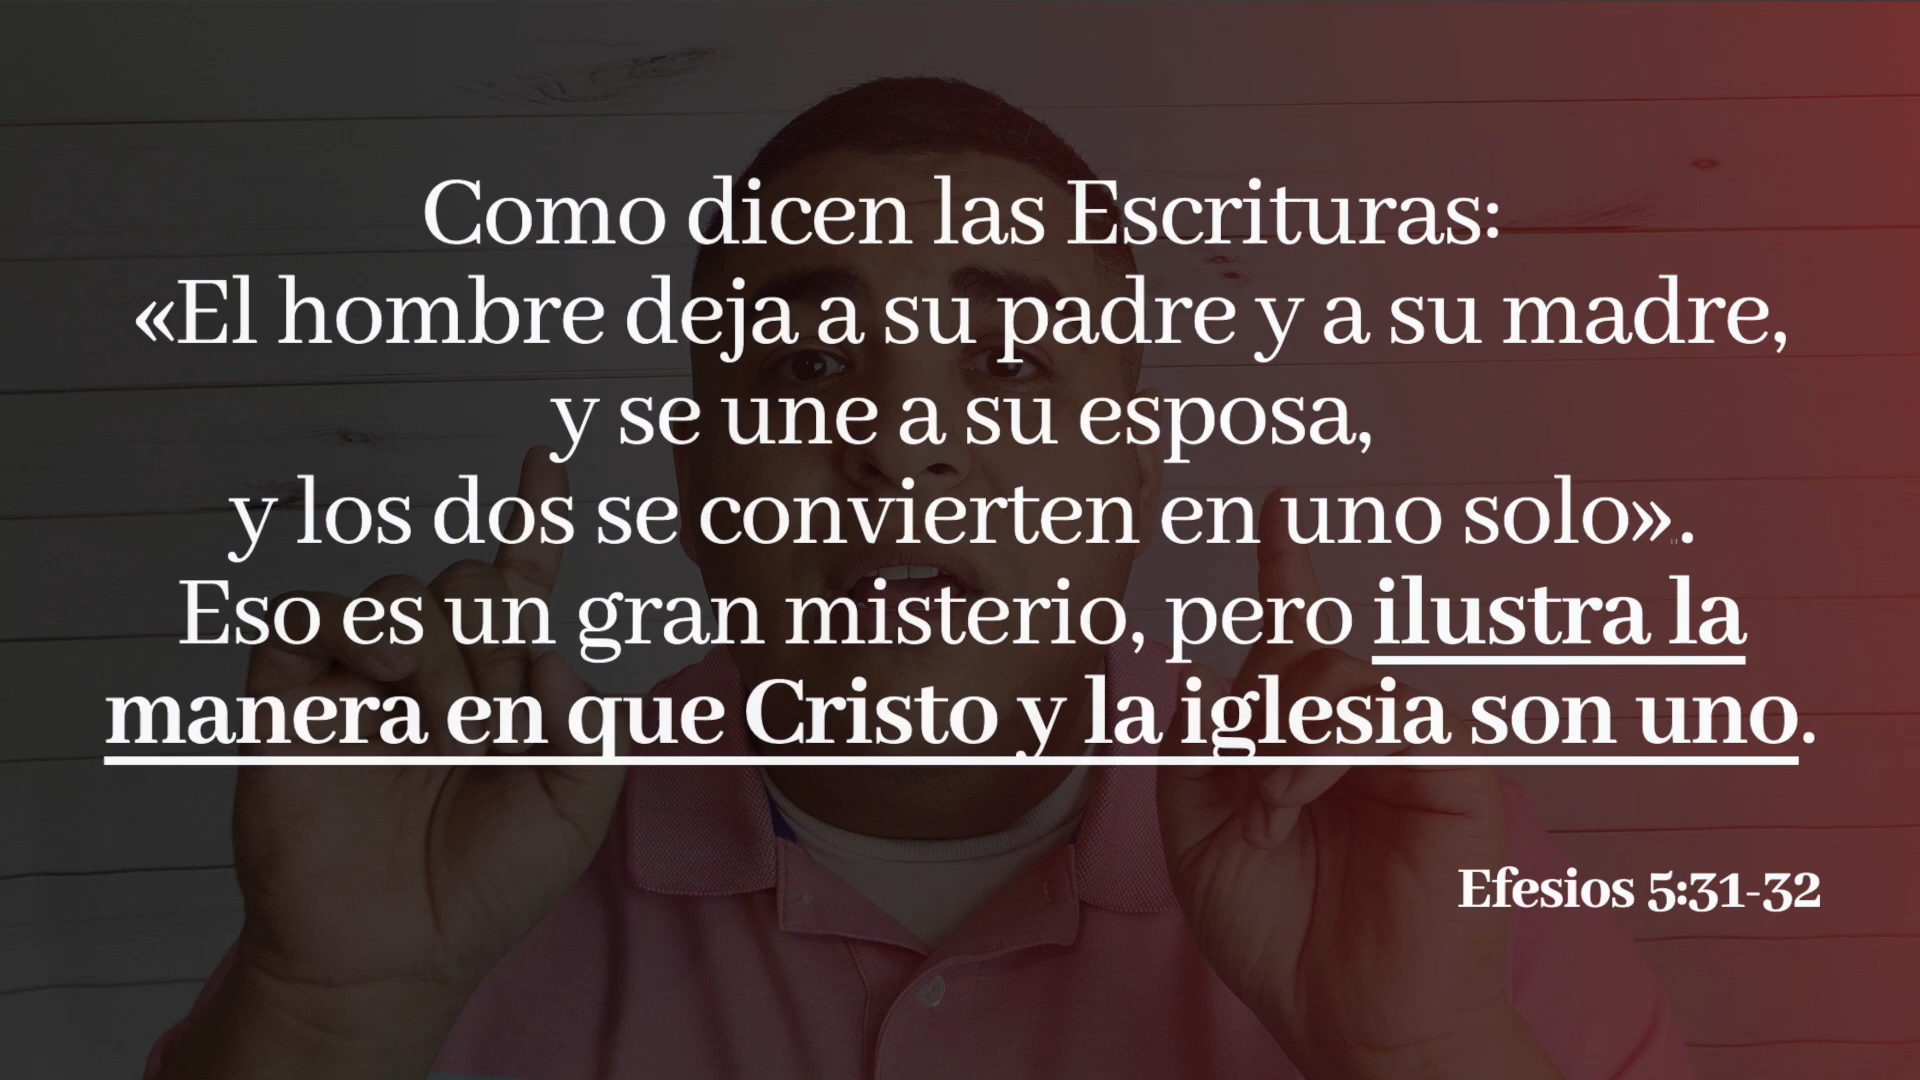 Como dicen las Escrituras:
«El hombre deja a su padre y a su madre,
y se une a su esposa,
y los dos se convierten en uno solo».
Eso es un gran misterio, pero ilustra la
manera en que Cristo y la iglesia son uno.
Efesios 5:31-32